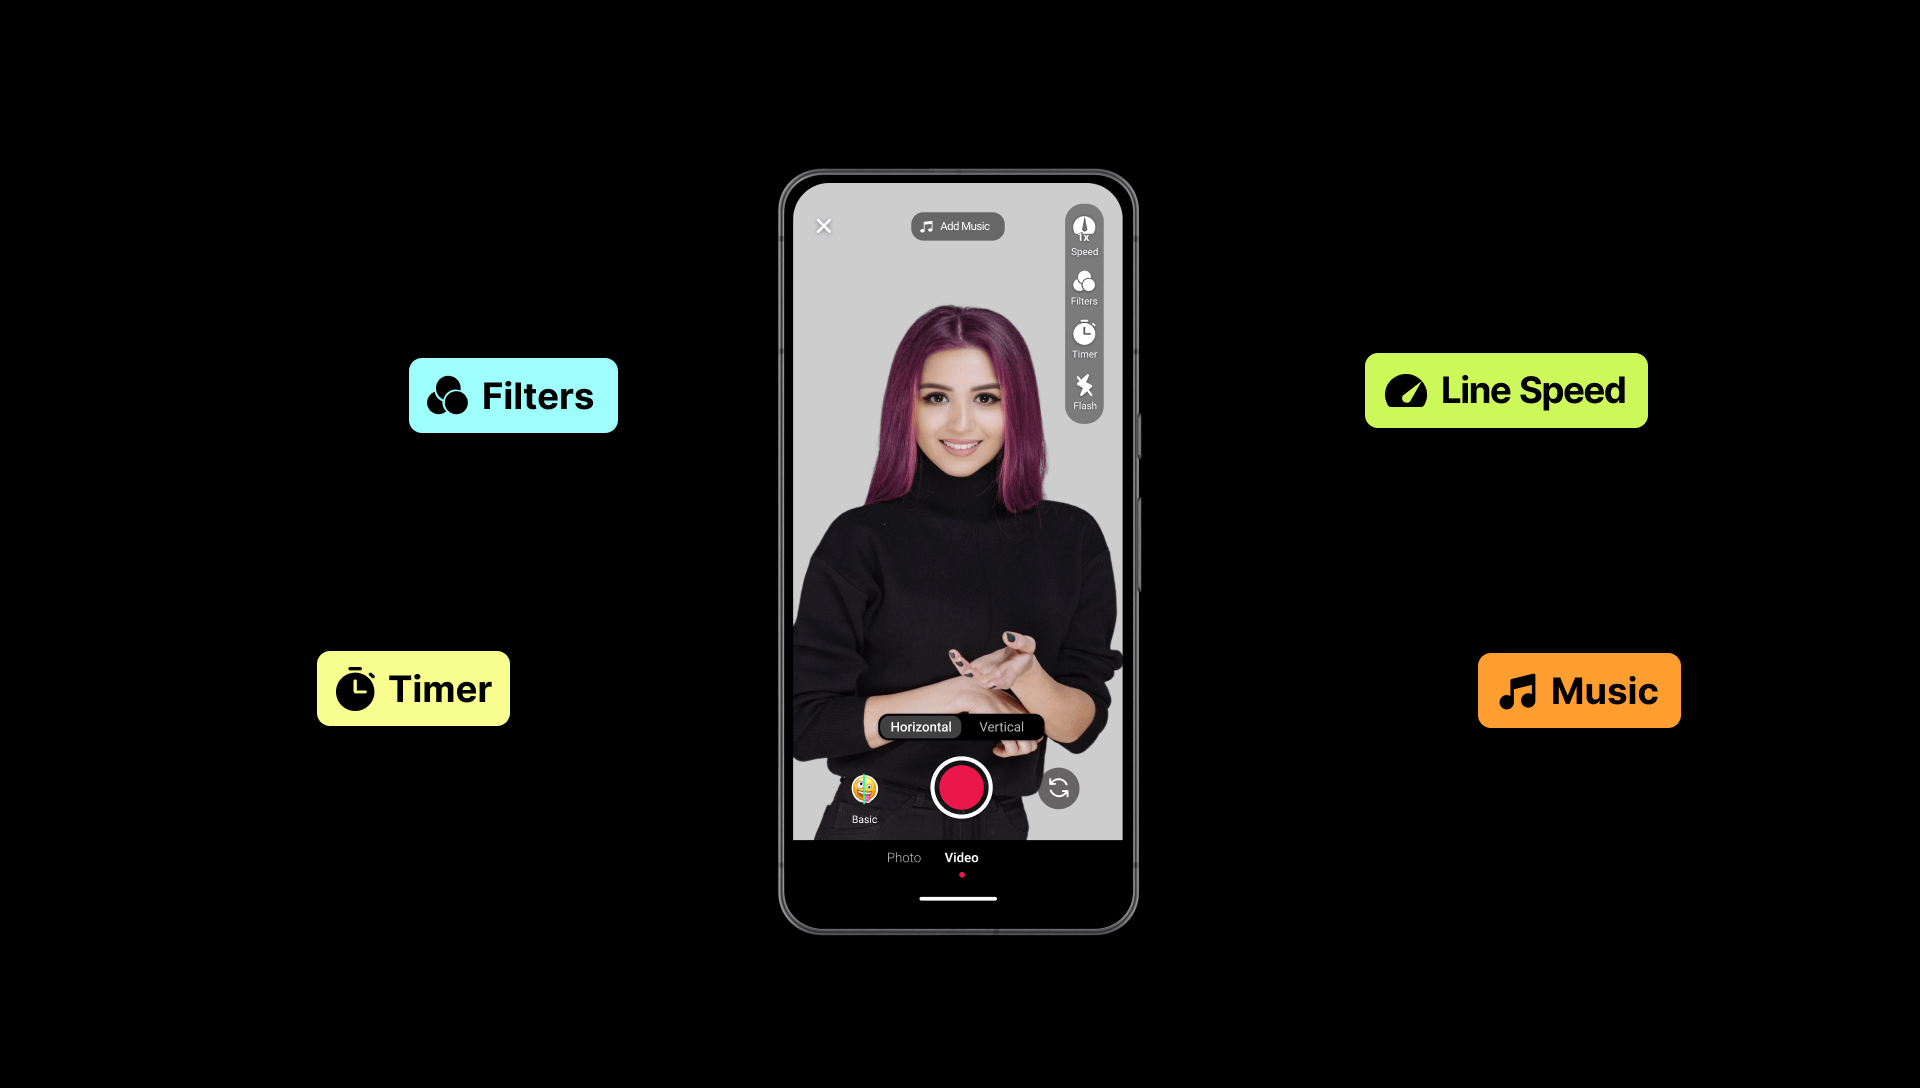 Add Music
1x
Speed
Filters
Timer
Flash
Filters
Line Speed
Timer
Music
Horizontal Vertical
Basic
Photo Video